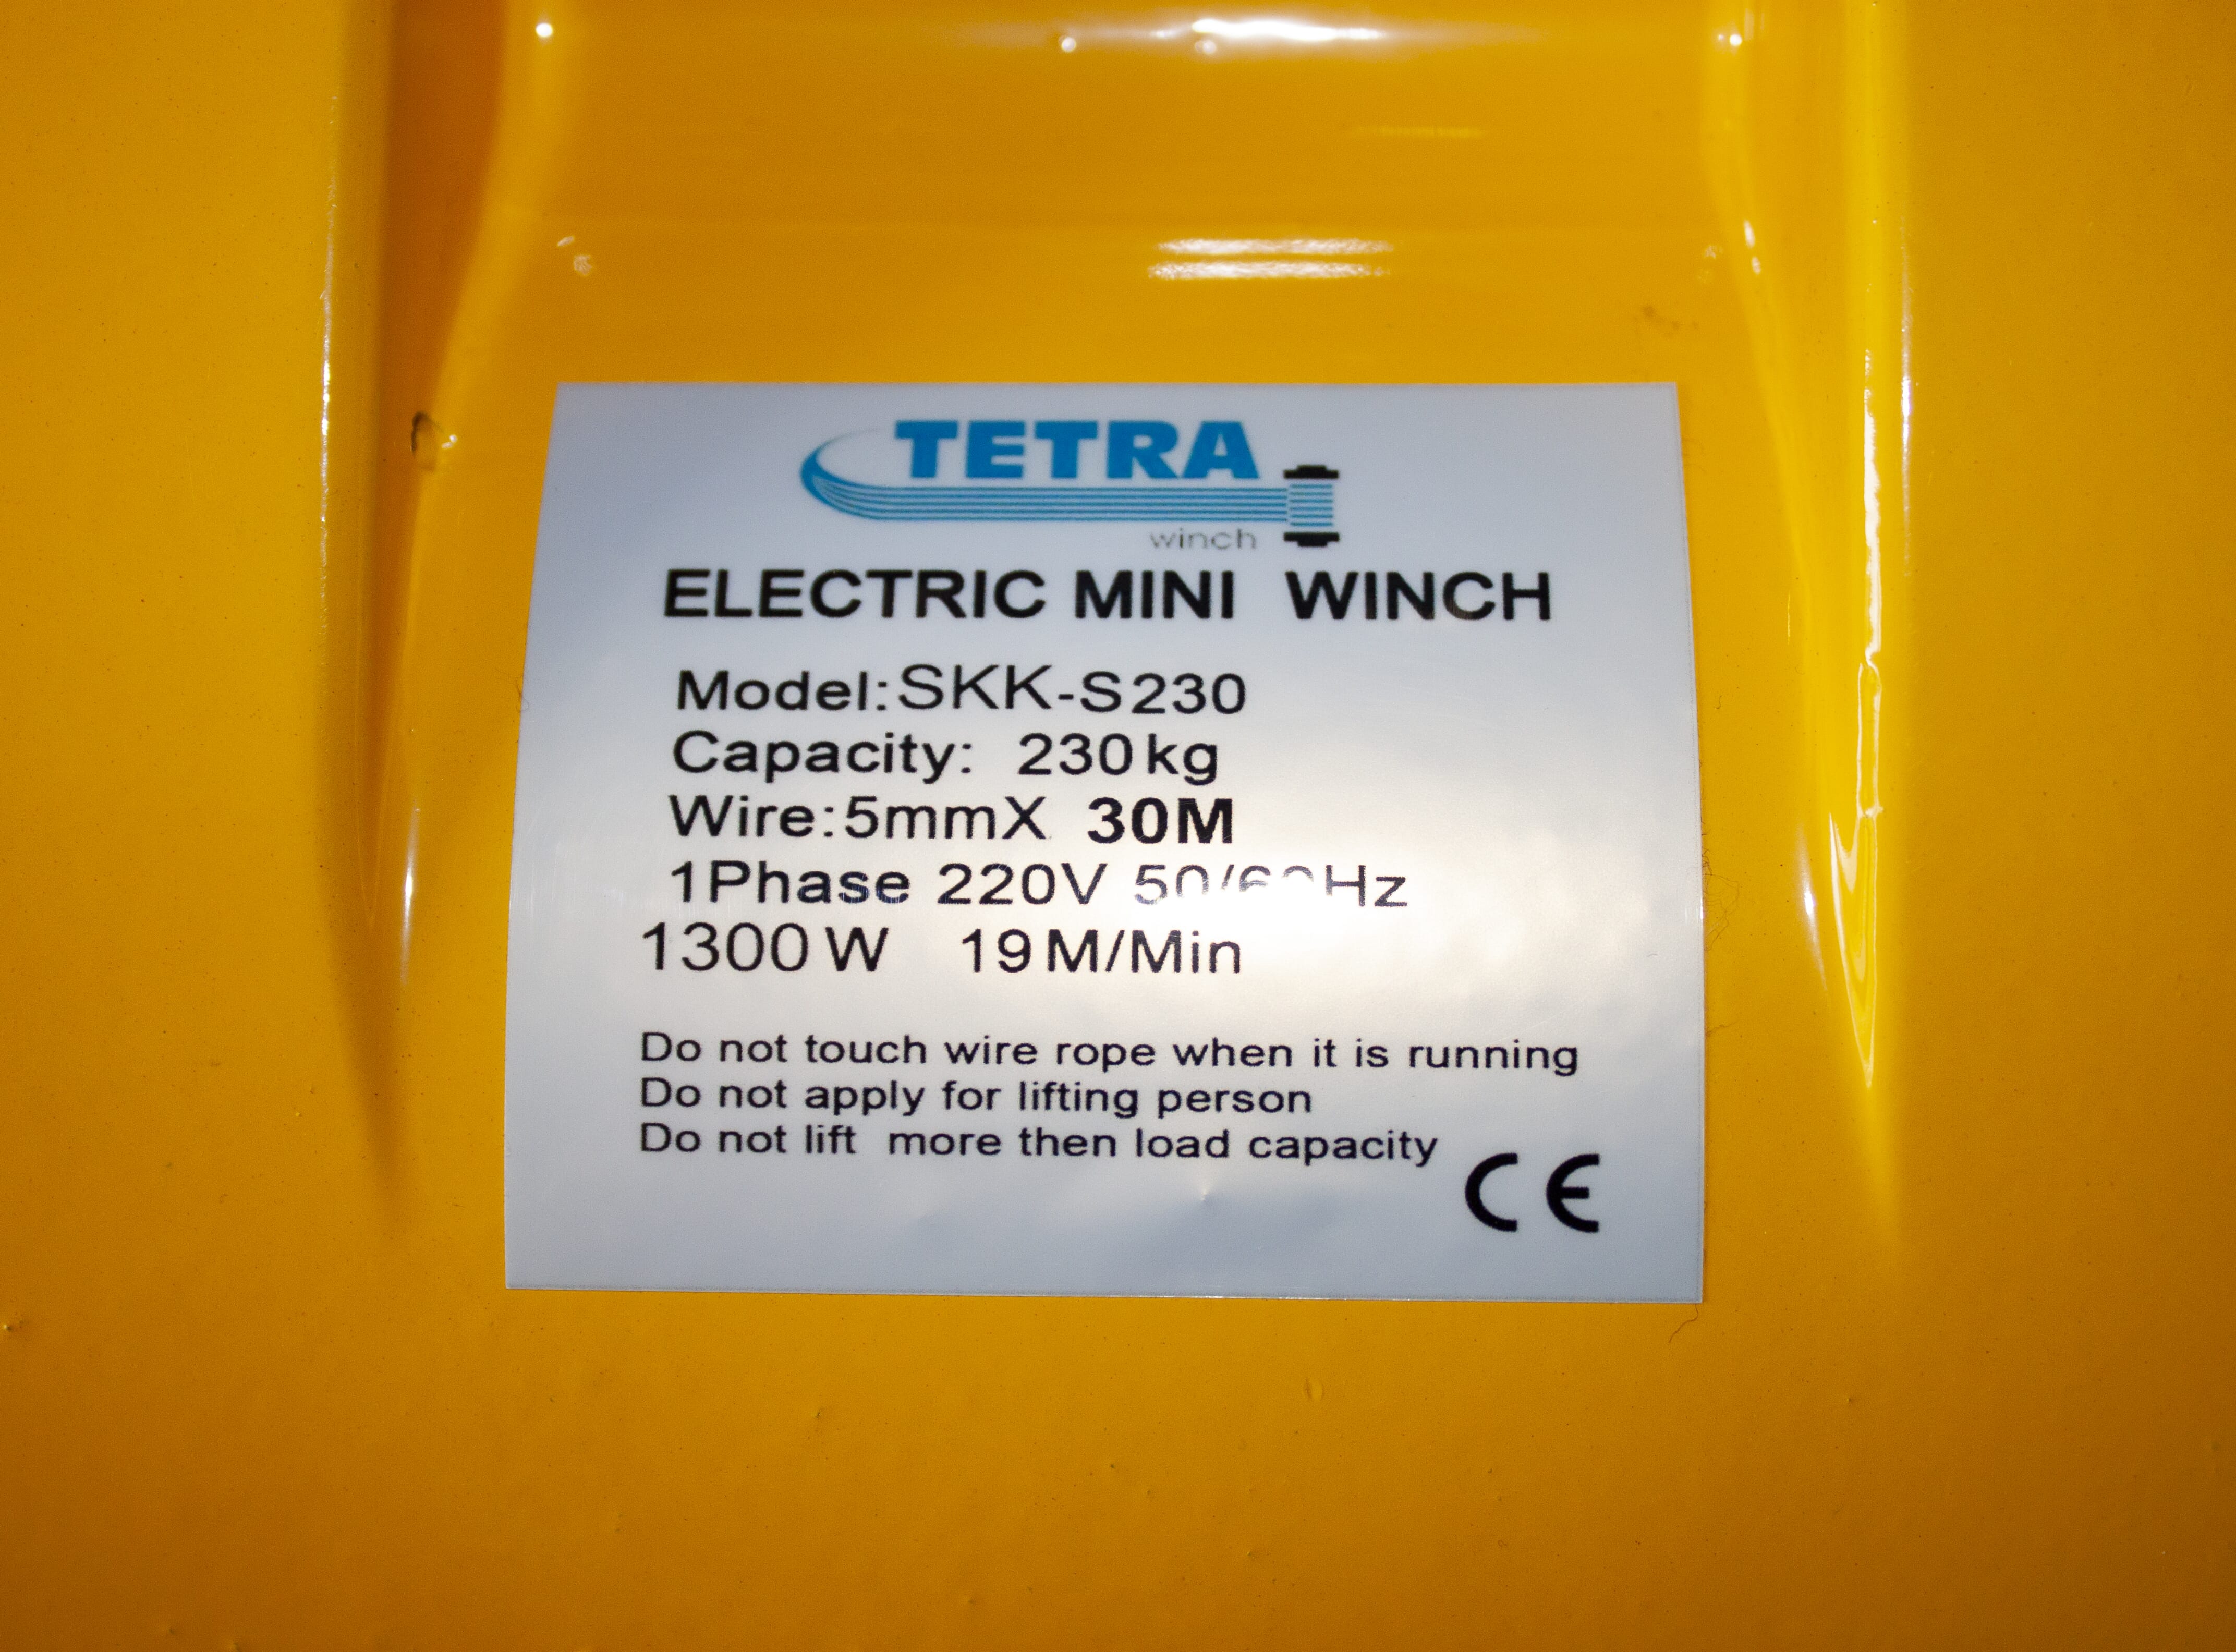 TETRA
winch
ELECTRIC MINI WINCH
Model:SKK-S230
Capacity: 230kg
Wire:5mmX 30M
1Phase 220V 50/60Hz
1300W 19M/Min
Do not touch wire rope when it is running
Do not apply for lifting person
Do not lift more then load capacity
CE